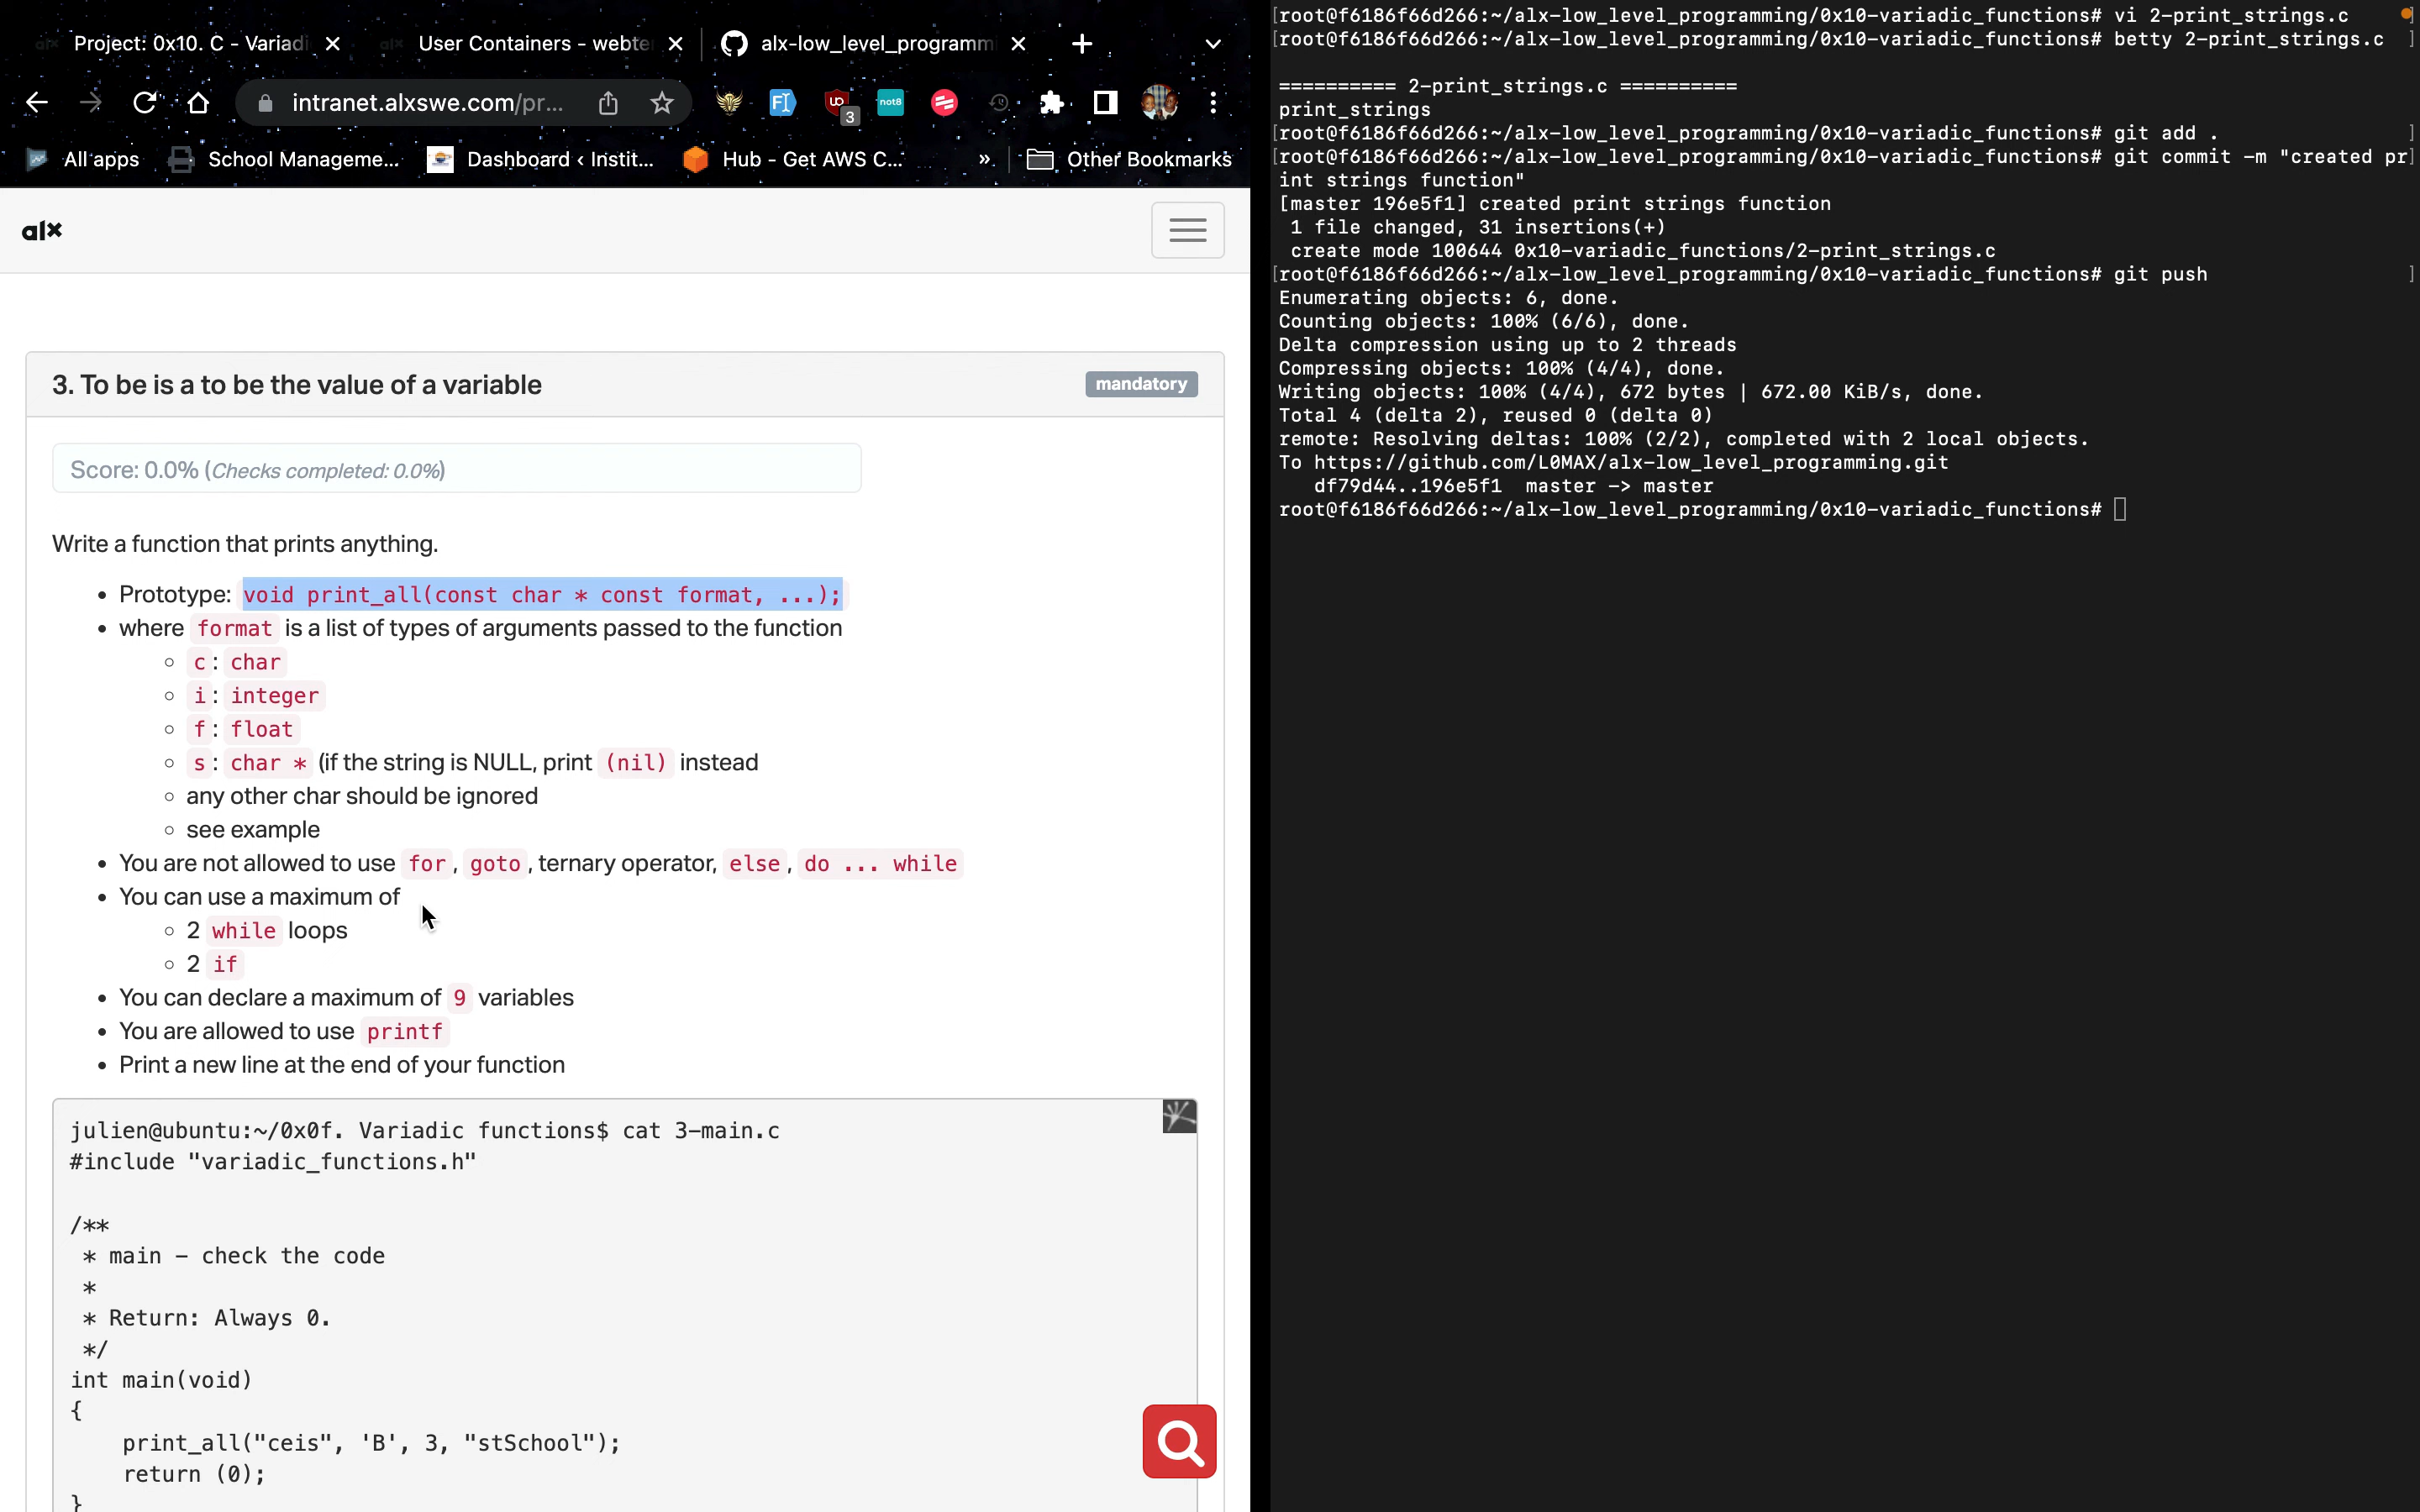 Project: 0x10. C - Variadi
User Containers - webte
alx-low_level_programm
intranet.alxswe.com/pr...
3
not8
All apps
School Manageme...
Dashboard ‹ Instit...
Hub - Get AWS C...
»
Other Bookmarks
alx
3. To be is a to be the value of a variable
mandatory
Score: 0.0% (Checks completed: 0.0%)
Write a function that prints anything.
• Prototype: void print_all(const char * const format, ...);
• where format is a list of types of arguments passed to the function
c: char
i: integer
f: float
s: char * (if the string is NULL, print (nil) instead
any other char should be ignored
see example
• You are not allowed to use for, goto, ternary operator, else, do ... while
• You can use a maximum of
2 while loops
2 if
• You can declare a maximum of 9 variables
• You are allowed to use printf
• Print a new line at the end of your function
julien@ubuntu:~/0x0f. Variadic functions$ cat 3-main.c
#include "variadic_functions.h"
/**
* main - check the code
*
* Return: Always 0.
*/
int main(void)
{
print_all("ceis", 'B', 3, "stSchool");
return (0);
}
[root@f6186f66d266:~/alx-low_level_programming/0x10-variadic_functions# vi 2-print_strings.c ]
[root@f6186f66d266:~/alx-low_level_programming/0x10-variadic_functions# betty 2-print_strings.c ]
========== 2-print_strings.c ==========
print_strings
[root@f6186f66d266:~/alx-low_level_programming/0x10-variadic_functions# git add . ]
[root@f6186f66d266:~/alx-low_level_programming/0x10-variadic_functions# git commit -m "created pr]
int strings function"
[master 196e5f1] created print strings function
1 file changed, 31 insertions(+)
create mode 100644 0x10-variadic_functions/2-print_strings.c
[root@f6186f66d266:~/alx-low_level_programming/0x10-variadic_functions# git push ]
Enumerating objects: 6, done.
Counting objects: 100% (6/6), done.
Delta compression using up to 2 threads
Compressing objects: 100% (4/4), done.
Writing objects: 100% (4/4), 672 bytes | 672.00 KiB/s, done.
Total 4 (delta 2), reused 0 (delta 0)
remote: Resolving deltas: 100% (2/2), completed with 2 local objects.
To https://github.com/L0MAX/alx-low_level_programming.git
df79d44..196e5f1  master -> master
root@f6186f66d266:~/alx-low_level_programming/0x10-variadic_functions#